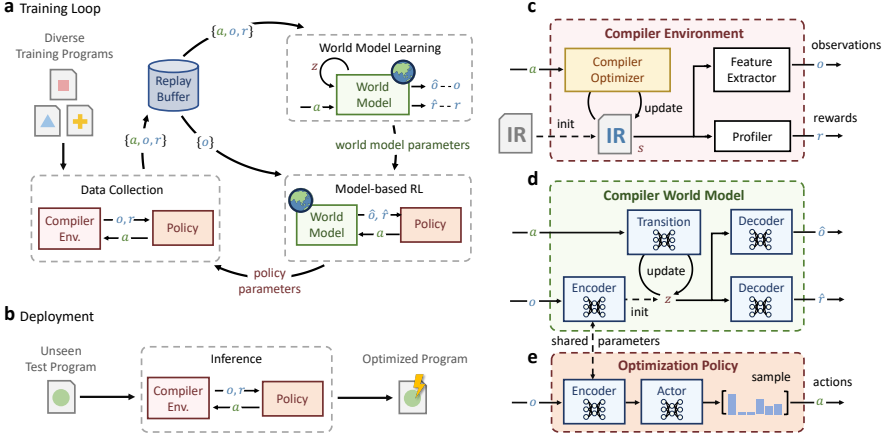 a Training Loop
Diverse
Training Programs
Replay
Buffer
{a, o, r}
{a, o, r}
{o}
World Model Learning
z
a
World
Model
ô - - o
r̂ - - r
world model parameters
Data Collection
Compiler
Env.
o, r
a
Policy
Model-based RL
World
Model
ô, r̂
a
Policy
policy
parameters
b Deployment
Unseen
Test Program
Inference
Compiler
Env.
o, r
a
Policy
Optimized Program
c
Compiler Environment
a
Compiler
Optimizer
update
IR
init
IR
s
Feature
Extractor
Profiler
observations
o
rewards
r
d
Compiler World Model
a
Transition
update
o
Encoder
init
z
Decoder
ô
Decoder
r̂
shared parameters
e
Optimization Policy
o
Encoder
Actor
sample
actions
a